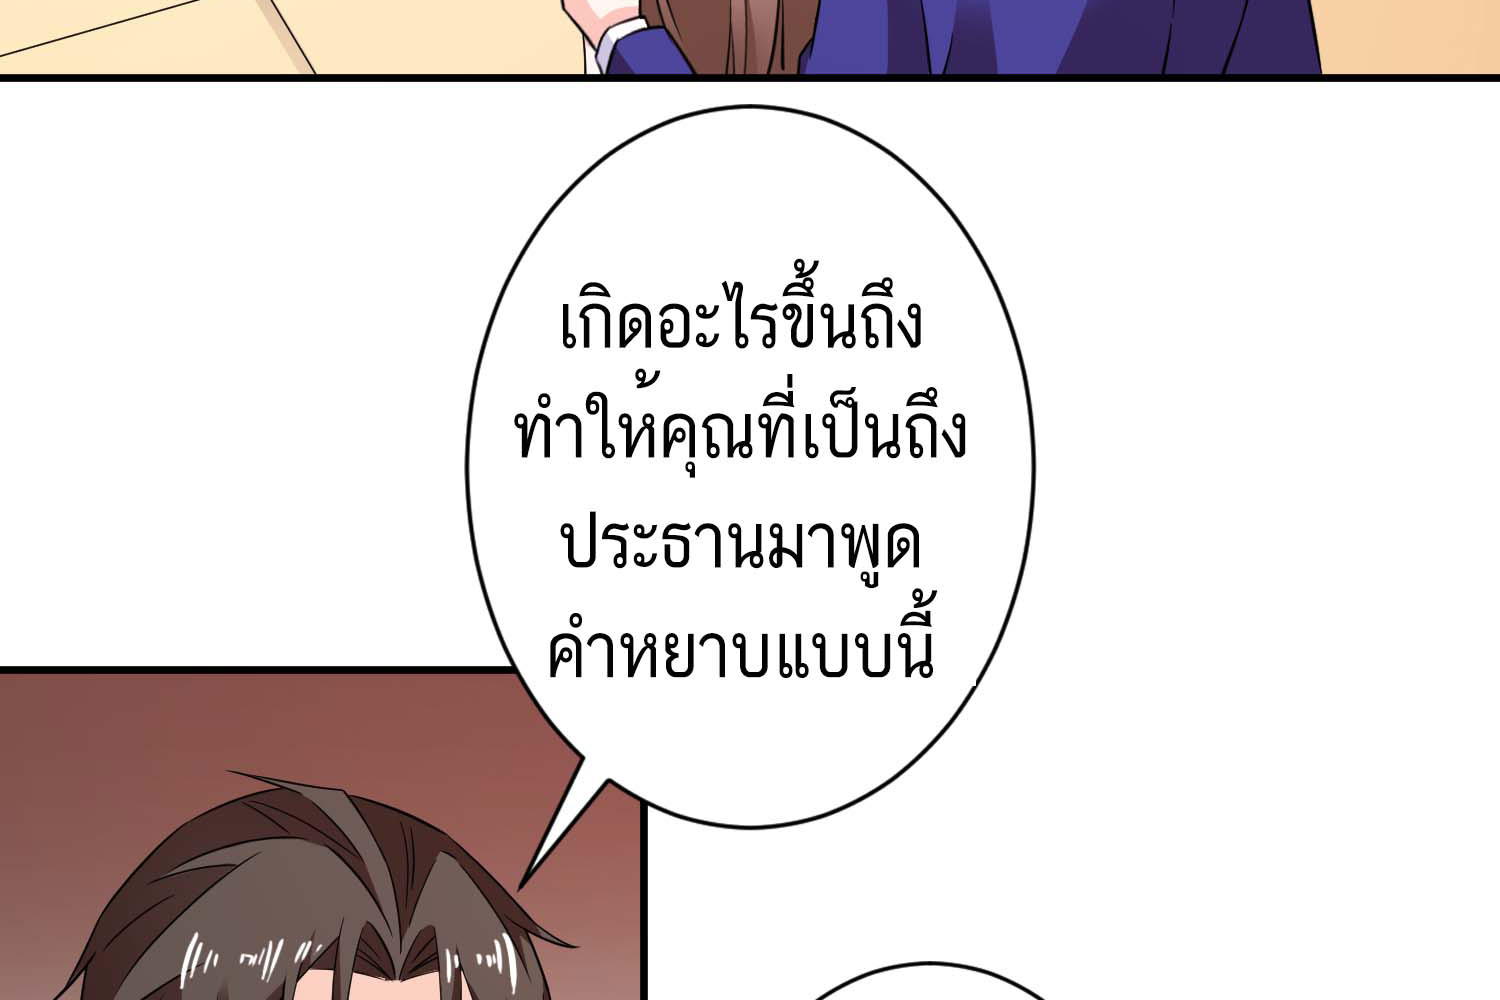 เกิดอะไรขึ้นถึง
ทำให้คุณที่เป็นถึง
ประธานมาพูด
คำหยาบแบบนี้